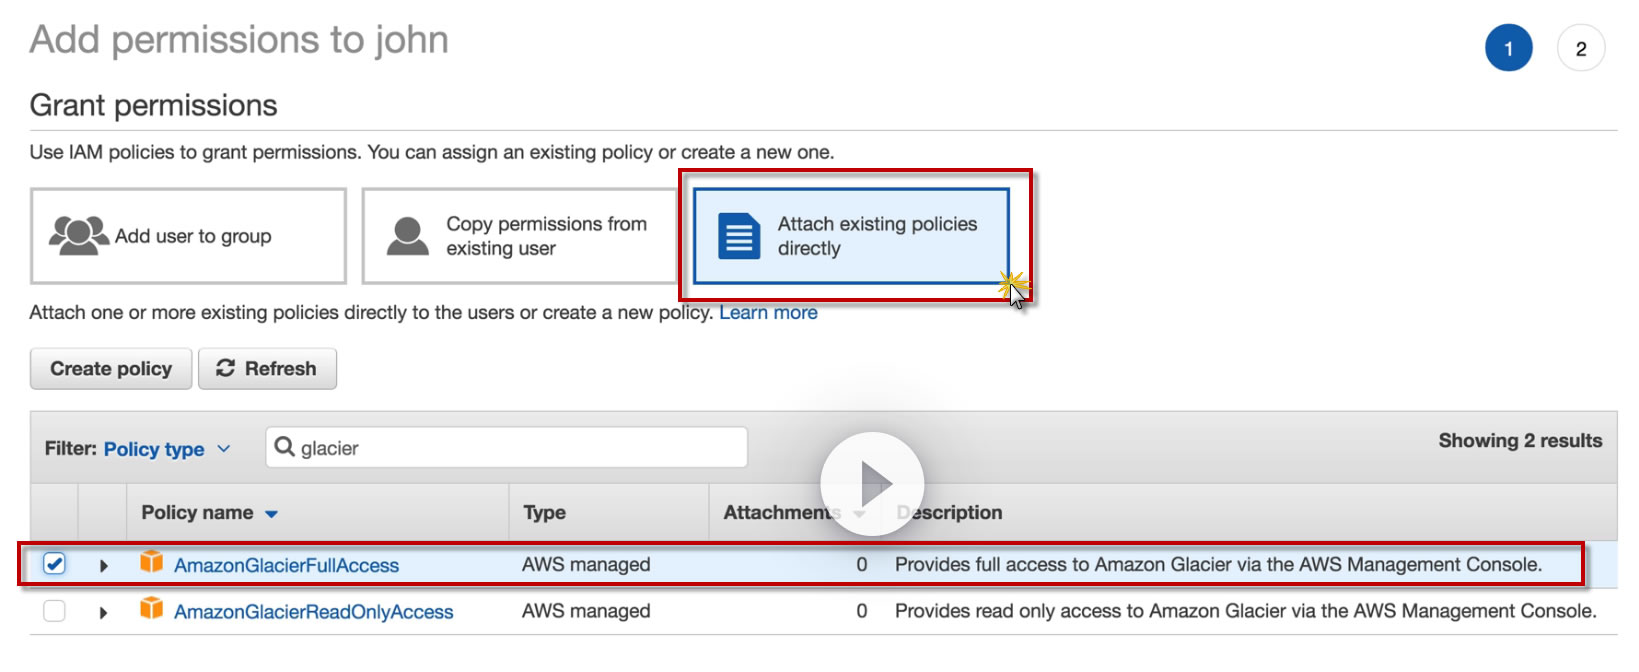 Add permissions to john
1
2
Grant permissions
Use IAM policies to grant permissions. You can assign an existing policy or create a new one.
Add user to group
Copy permissions from
existing user
Attach existing policies
directly
Attach one or more existing policies directly to the users or create a new policy. Learn more
Create policy
Refresh
Filter: Policy type
glacier
Showing 2 results
Policy name
Type
Attachments
Description
AmazonGlacierFullAccess
AWS managed
0
Provides full access to Amazon Glacier via the AWS Management Console.
AmazonGlacierReadOnlyAccess
AWS managed
0
Provides read only access to Amazon Glacier via the AWS Management Console.